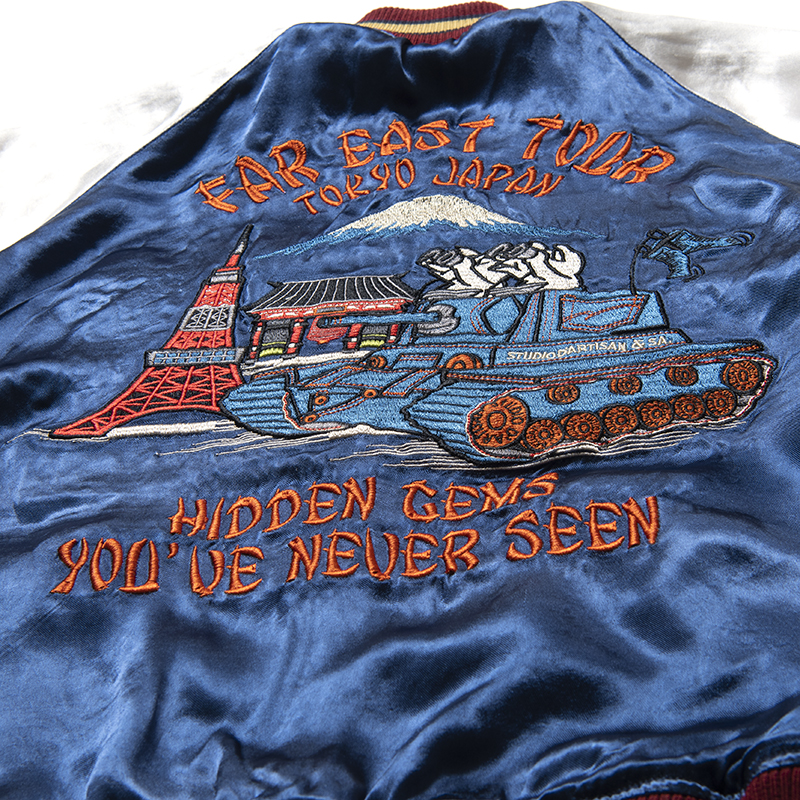 FAR EAST TOUR
TOKYO JAPAN
STUDIO D'ARTISAN & SA.
HIDDEN GEMS
YOU'VE NEVER SEEN